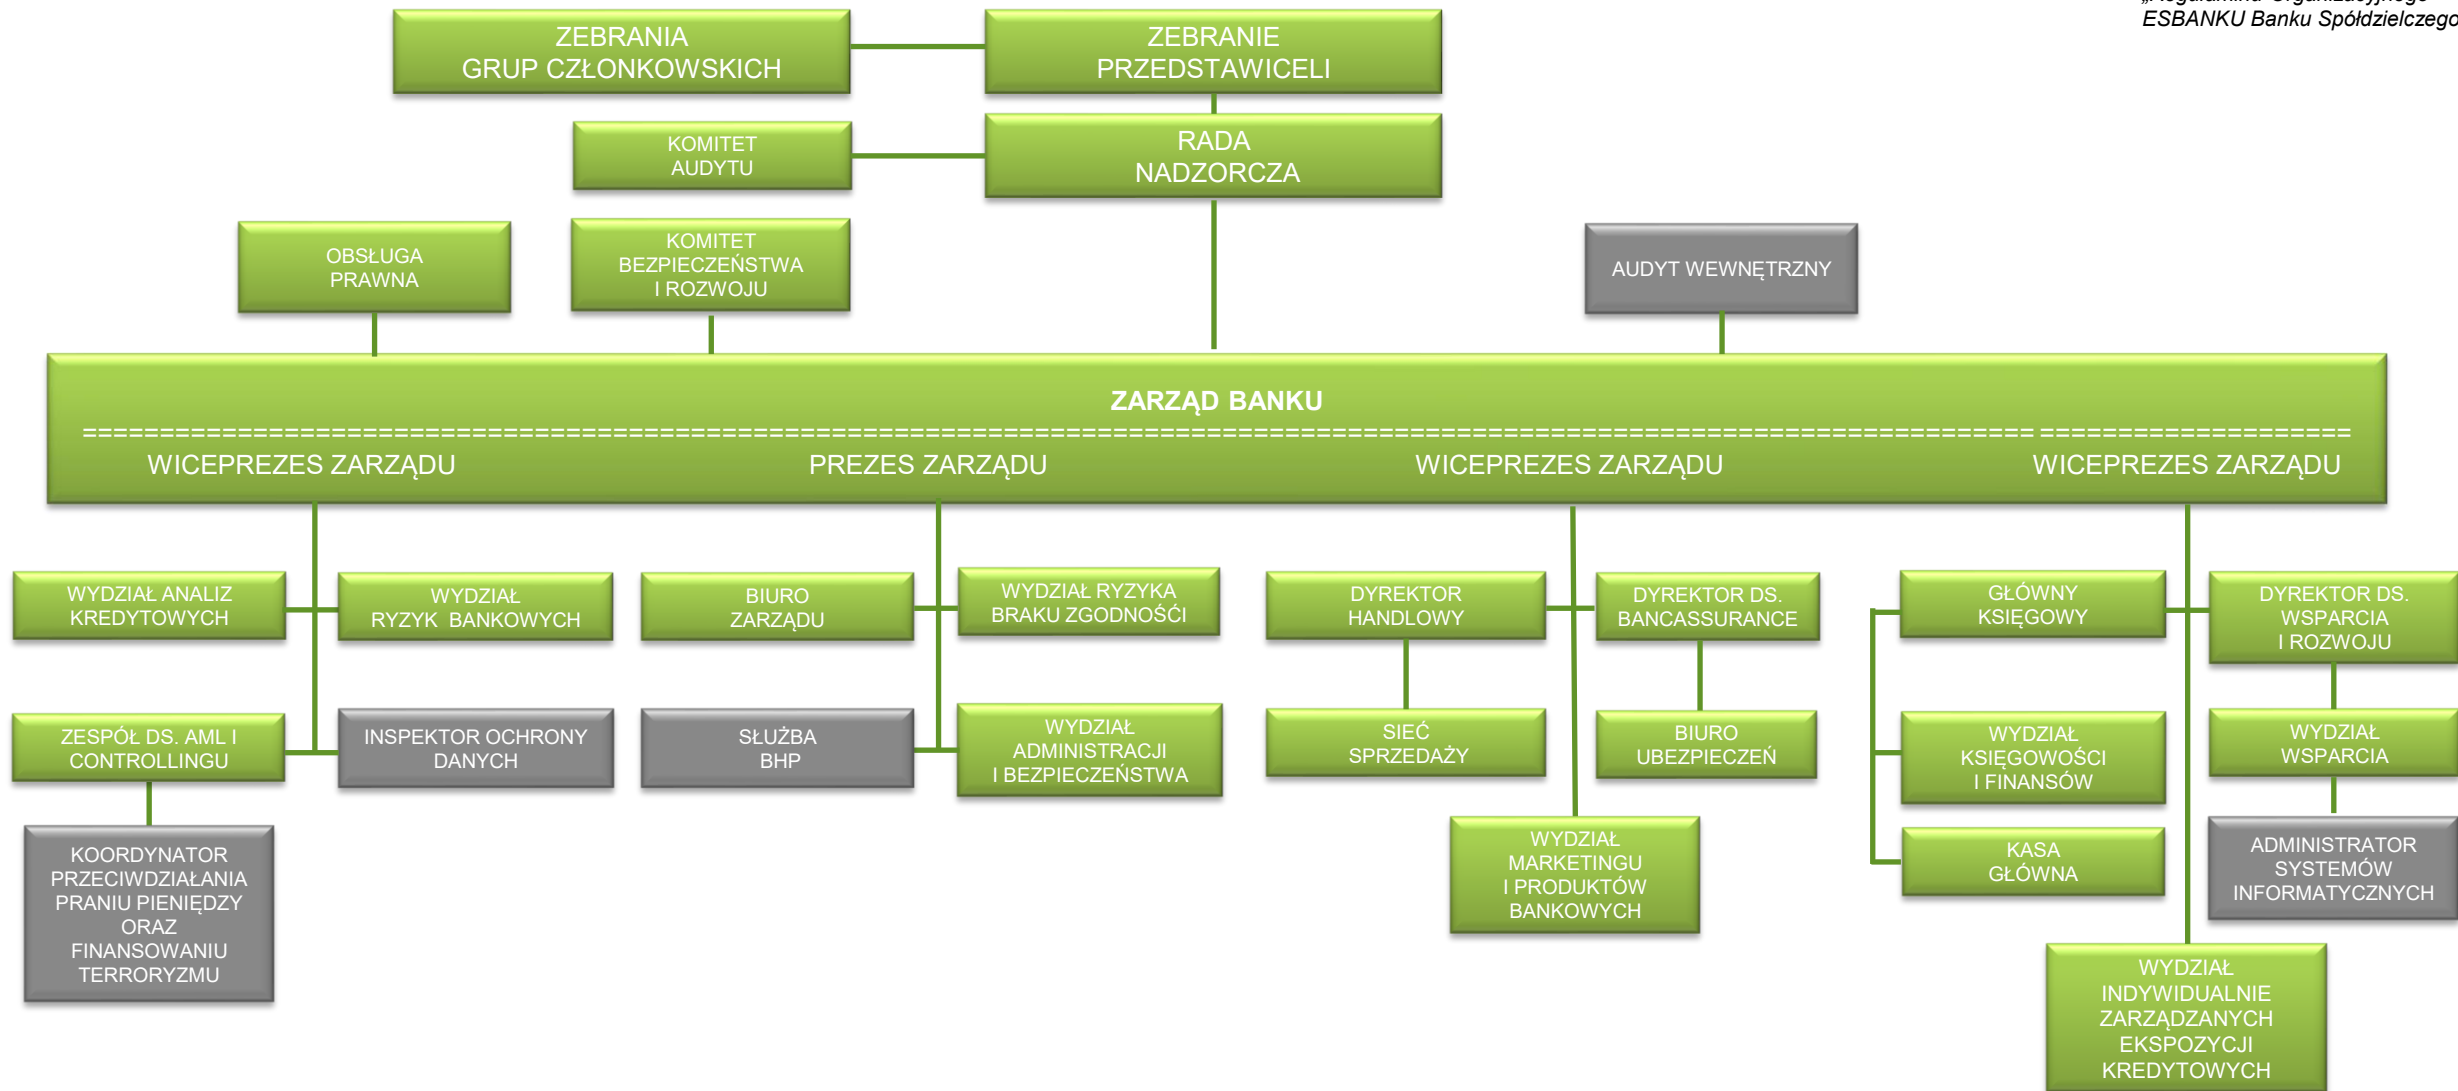 „Regulaminu Organizacyjnego
ESBANKU Banku Spółdzielczego
ZEBRANIA
GRUP CZŁONKOWSKICH
ZEBRANIE
PRZEDSTAWICELI
KOMITET
AUDYTU
RADA
NADZORCZA
OBSŁUGA
PRAWNA
KOMITET
BEZPIECZEŃSTWA
I ROZWOJU
AUDYT WEWNĘTRZNY
ZARZĄD BANKU
WICEPREZES ZARZĄDU
PREZES ZARZĄDU
WICEPREZES ZARZĄDU
WICEPREZES ZARZĄDU
WYDZIAŁ ANALIZ
KREDYTOWYCH
WYDZIAŁ
RYZYK BANKOWYCH
BIURO
ZARZĄDU
WYDZIAŁ RYZYKA
BRAKU ZGODNOŚĆI
DYREKTOR
HANDLOWY
DYREKTOR DS.
BANCASSURANCE
GŁÓWNY
KSIĘGOWY
DYREKTOR DS.
WSPARCIA
I ROZWOJU
ZESPÓŁ DS. AML I
CONTROLLINGU
INSPEKTOR OCHRONY
DANYCH
SŁUŻBA
BHP
WYDZIAŁ
ADMINISTRACJI
I BEZPIECZEŃSTWA
SIEĆ
SPRZEDAŻY
BIURO
UBEZPIECZEŃ
WYDZIAŁ
KSIĘGOWOŚCI
I FINANSÓW
WYDZIAŁ
WSPARCIA
KOORDYNATOR
PRZECIWDZIAŁANIA
PRANIU PIENIĘDZY
ORAZ
FINANSOWANIU
TERRORYZMU
WYDZIAŁ
MARKETINGU
I PRODUKTÓW
BANKOWYCH
KASA
GŁÓWNA
ADMINISTRATOR
SYSTEMÓW
INFORMATYCZNYCH
WYDZIAŁ
INDYWIDUALNIE
ZARZĄDZANYCH
EKSPOZYCJI
KREDYTOWYCH